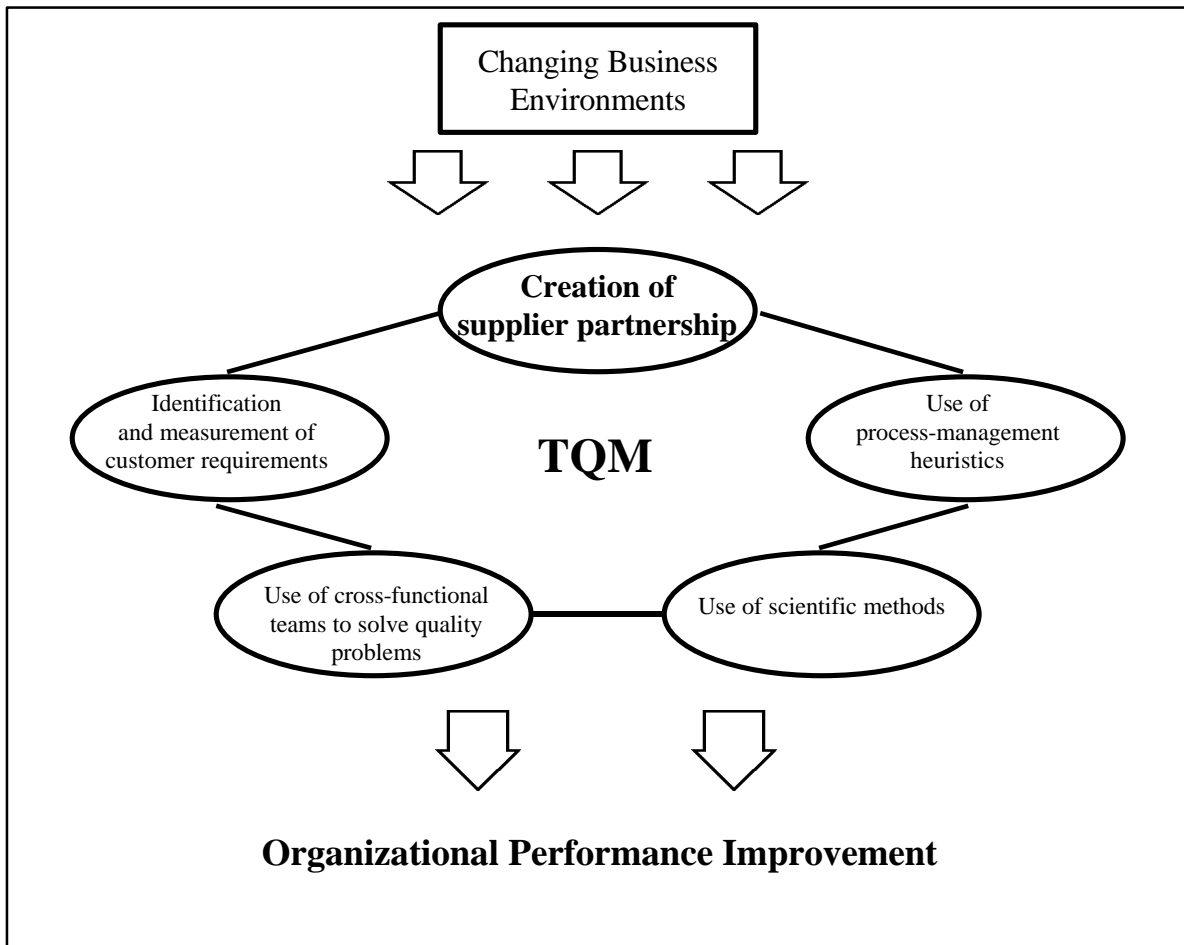 Changing Business
Environments
Creation of
supplier partnership
Identification
and measurement of
customer requirements
Use of
process-management
heuristics
TQM
Use of cross-functional
teams to solve quality
problems
Use of scientific methods
Organizational Performance Improvement